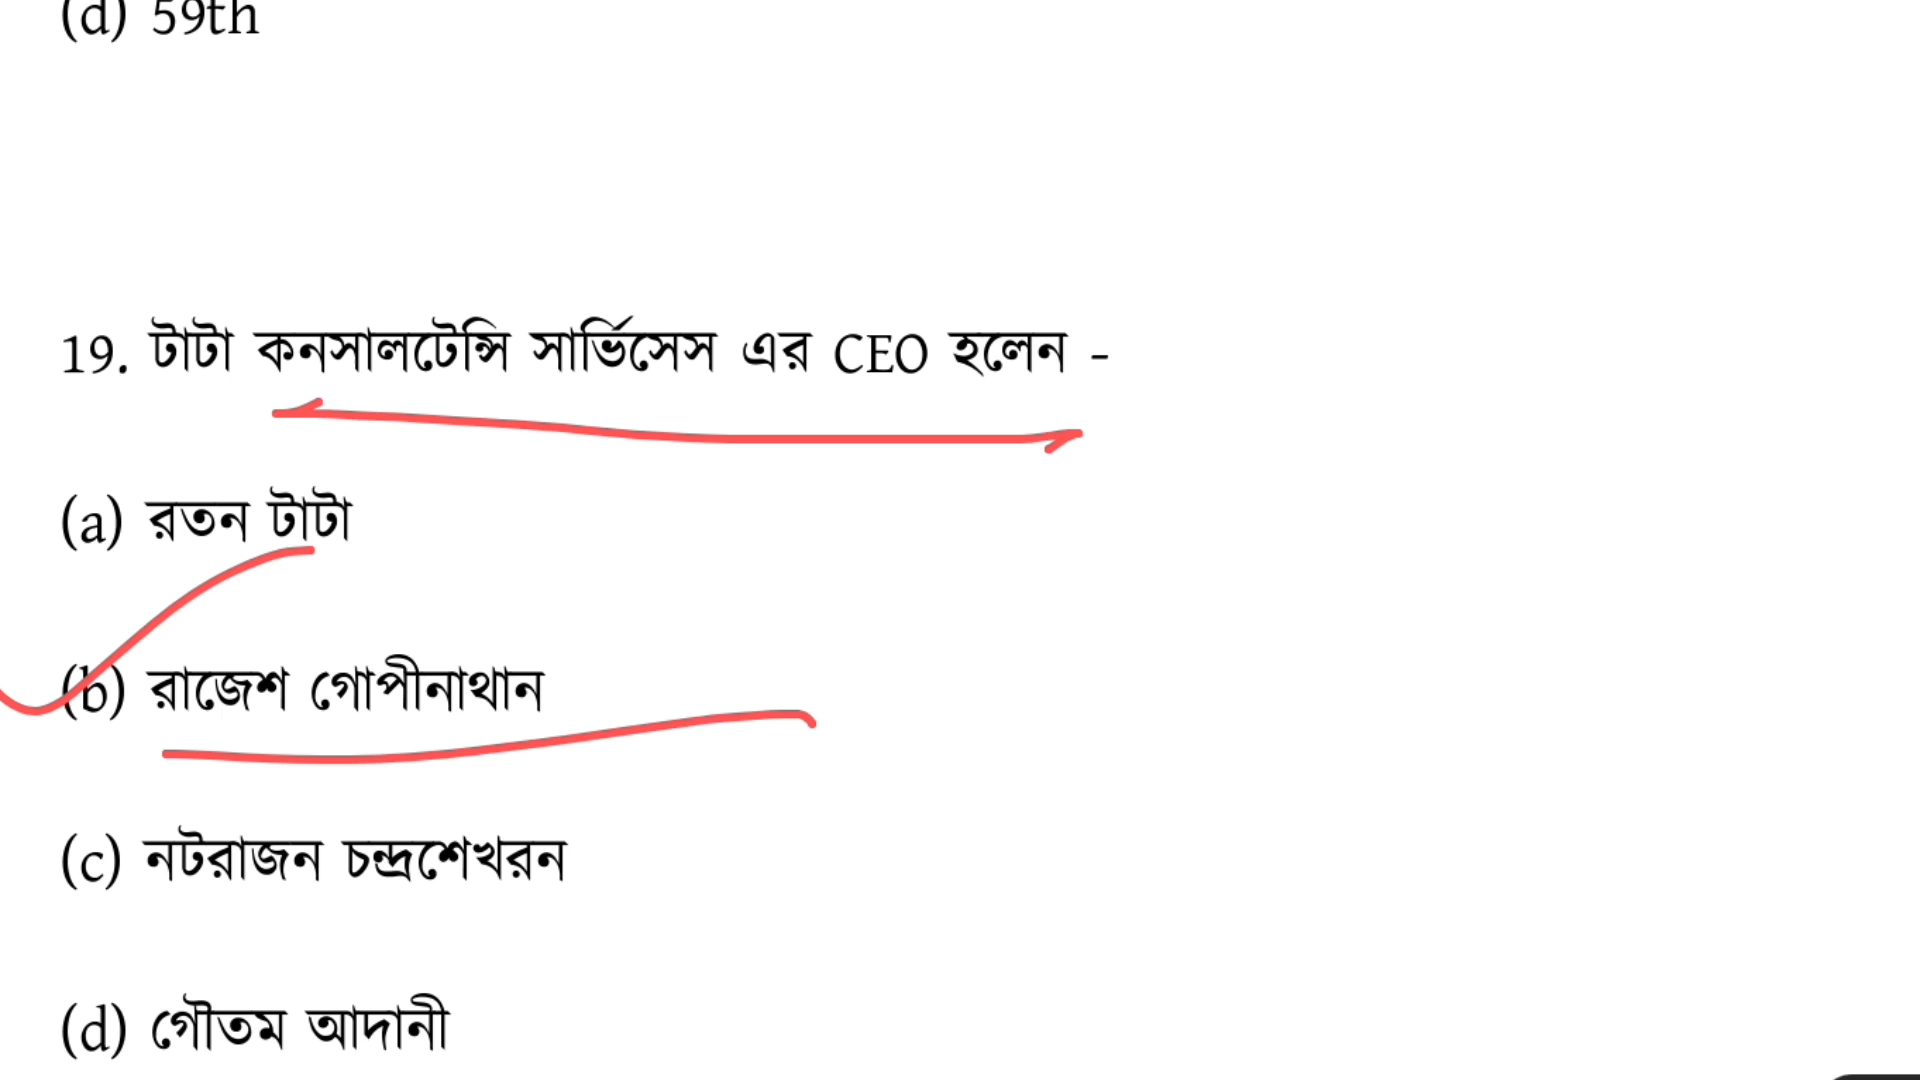 (d) 59th
19. টাটা কনসালটেন্সি সার্ভিসেস এর CEO হলেন -
(a) রতন টাটা
(b) রাজেশ গোপীনাথান
(c) নটরাজন চন্দ্রশেখরন
(d) গৌতম আদানী